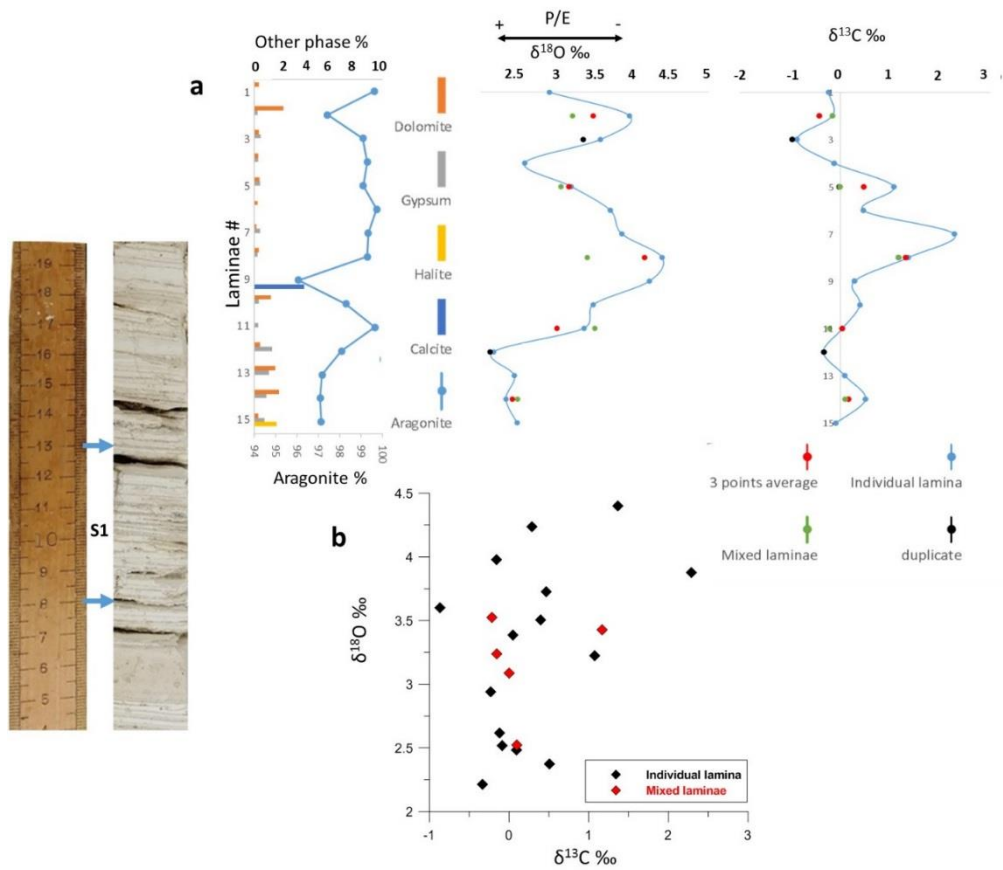 Other phase %
0 2 4 6 8 10
a
1
3
5
7
9
11
13
15
Laminae #
94 95 96 97 98 99 100
Aragonite %
Dolomite
Gypsum
Halite
Calcite
Aragonite
P/E
+ -
δ18O ‰
2.5 3.5 4.5 5
δ13C ‰
-2 -1 0 1 2 3
1
3
5
7
9
11
13
15
3 points average
Individual lamina
Mixed laminae
duplicate
19
18
17
16
15
14
13
12
11
10
9
8
7
6
5
S1
b
4.5
4
3.5
3
2.5
2
δ18O ‰
-1 0 1 2 3
δ13C ‰
Individual lamina
Mixed laminae